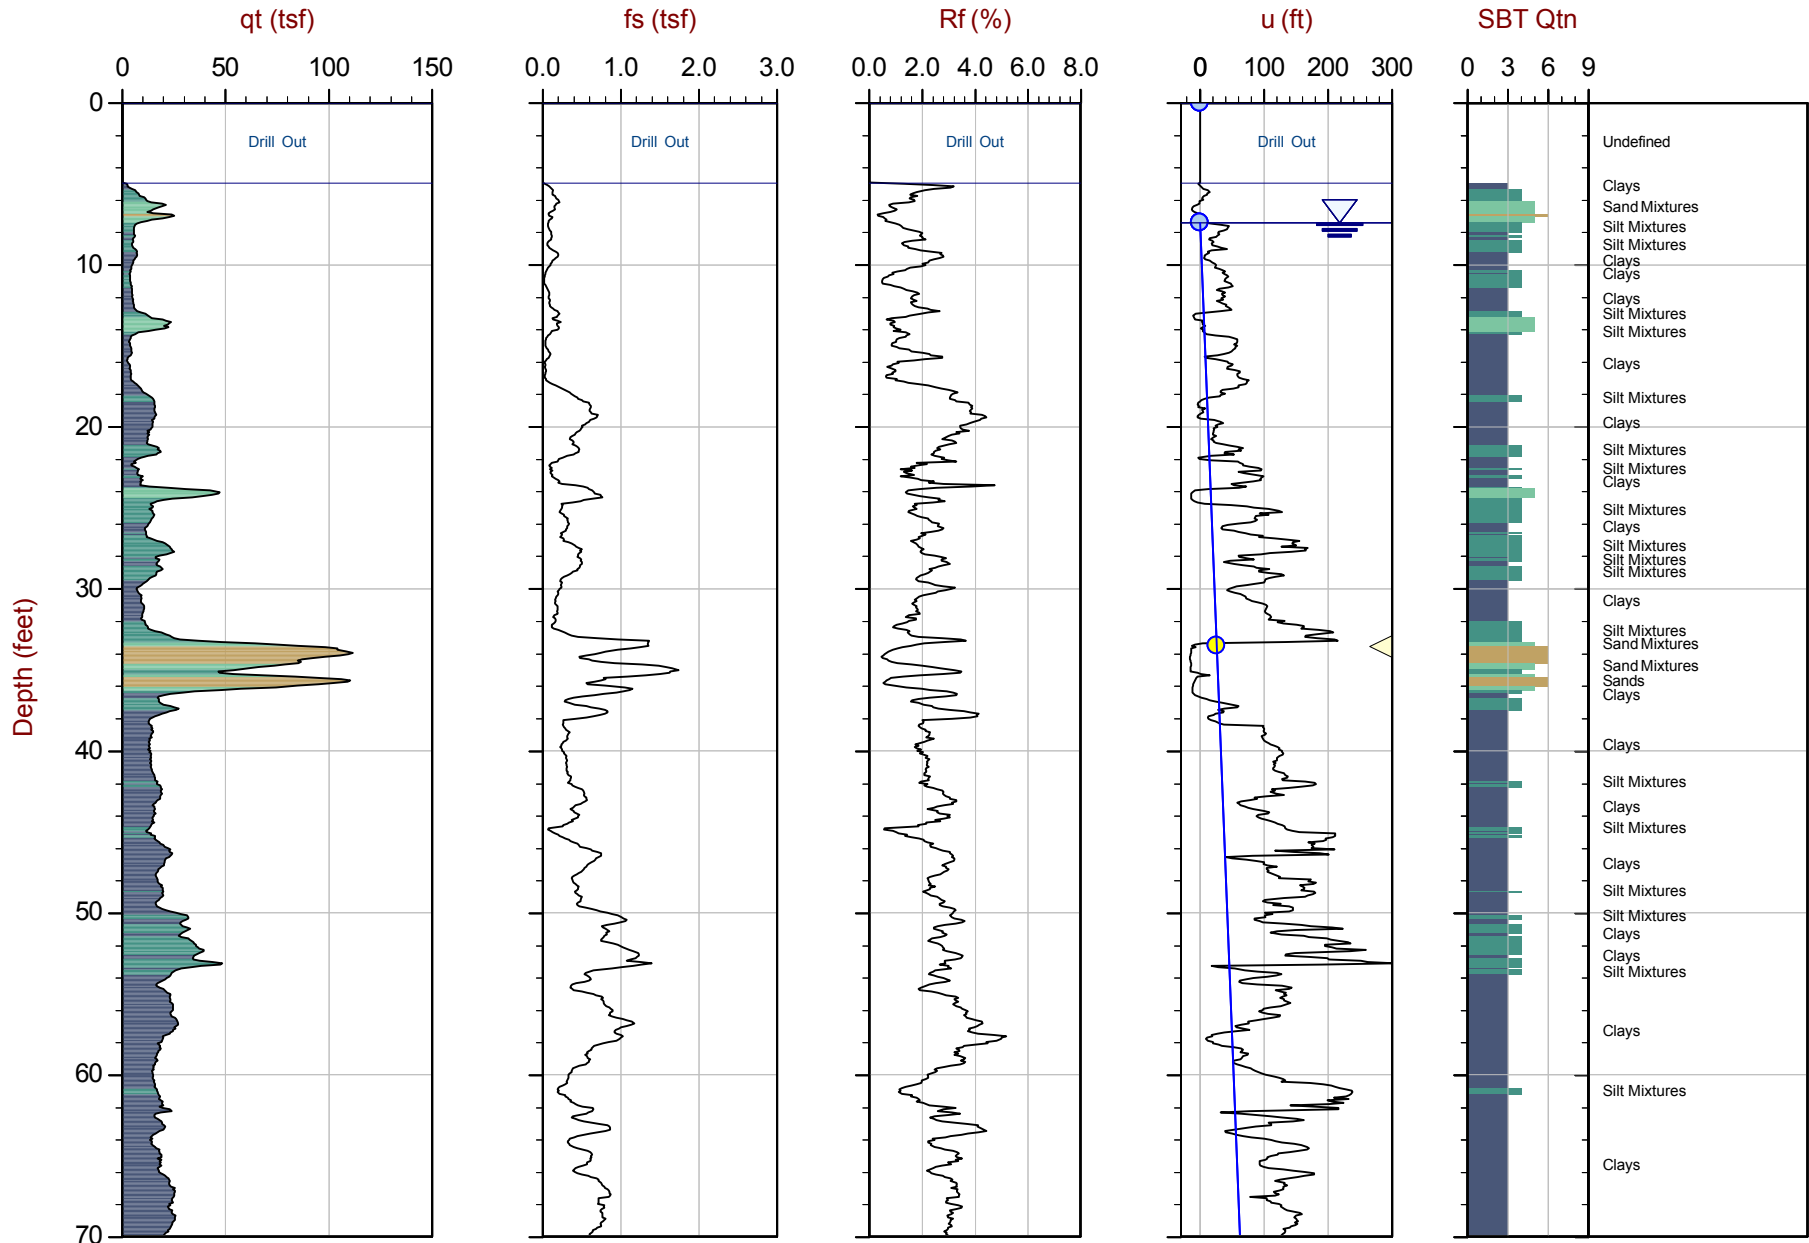 qt (tsf) fs (tsf) Rf (%) u (ft) SBT Qtn
0 50 100 150 0.0 1.0 2.0 3.0 0.0 2.0 4.0 6.0 8.0 0 100 200 300 0 3 6 9
0
Drill Out Drill Out Drill Out Drill Out Undefined
Clays
Sand Mixtures
Silt Mixtures
Silt Mixtures
Clays
10
Clays
Clays
Silt Mixtures
Silt Mixtures
Clays
Silt Mixtures
Clays
20
Silt Mixtures
Silt Mixtures
Clays
Silt Mixtures
Clays
Silt Mixtures
Silt Mixtures
Silt Mixtures
30
Clays
Silt Mixtures
Sand Mixtures
Sand Mixtures
Sands
Clays
Depth (feet)
Clays
40
Silt Mixtures
Clays
Silt Mixtures
Clays
Silt Mixtures
50
Silt Mixtures
Clays
Clays
Silt Mixtures
Clays
60
Silt Mixtures
Clays
70